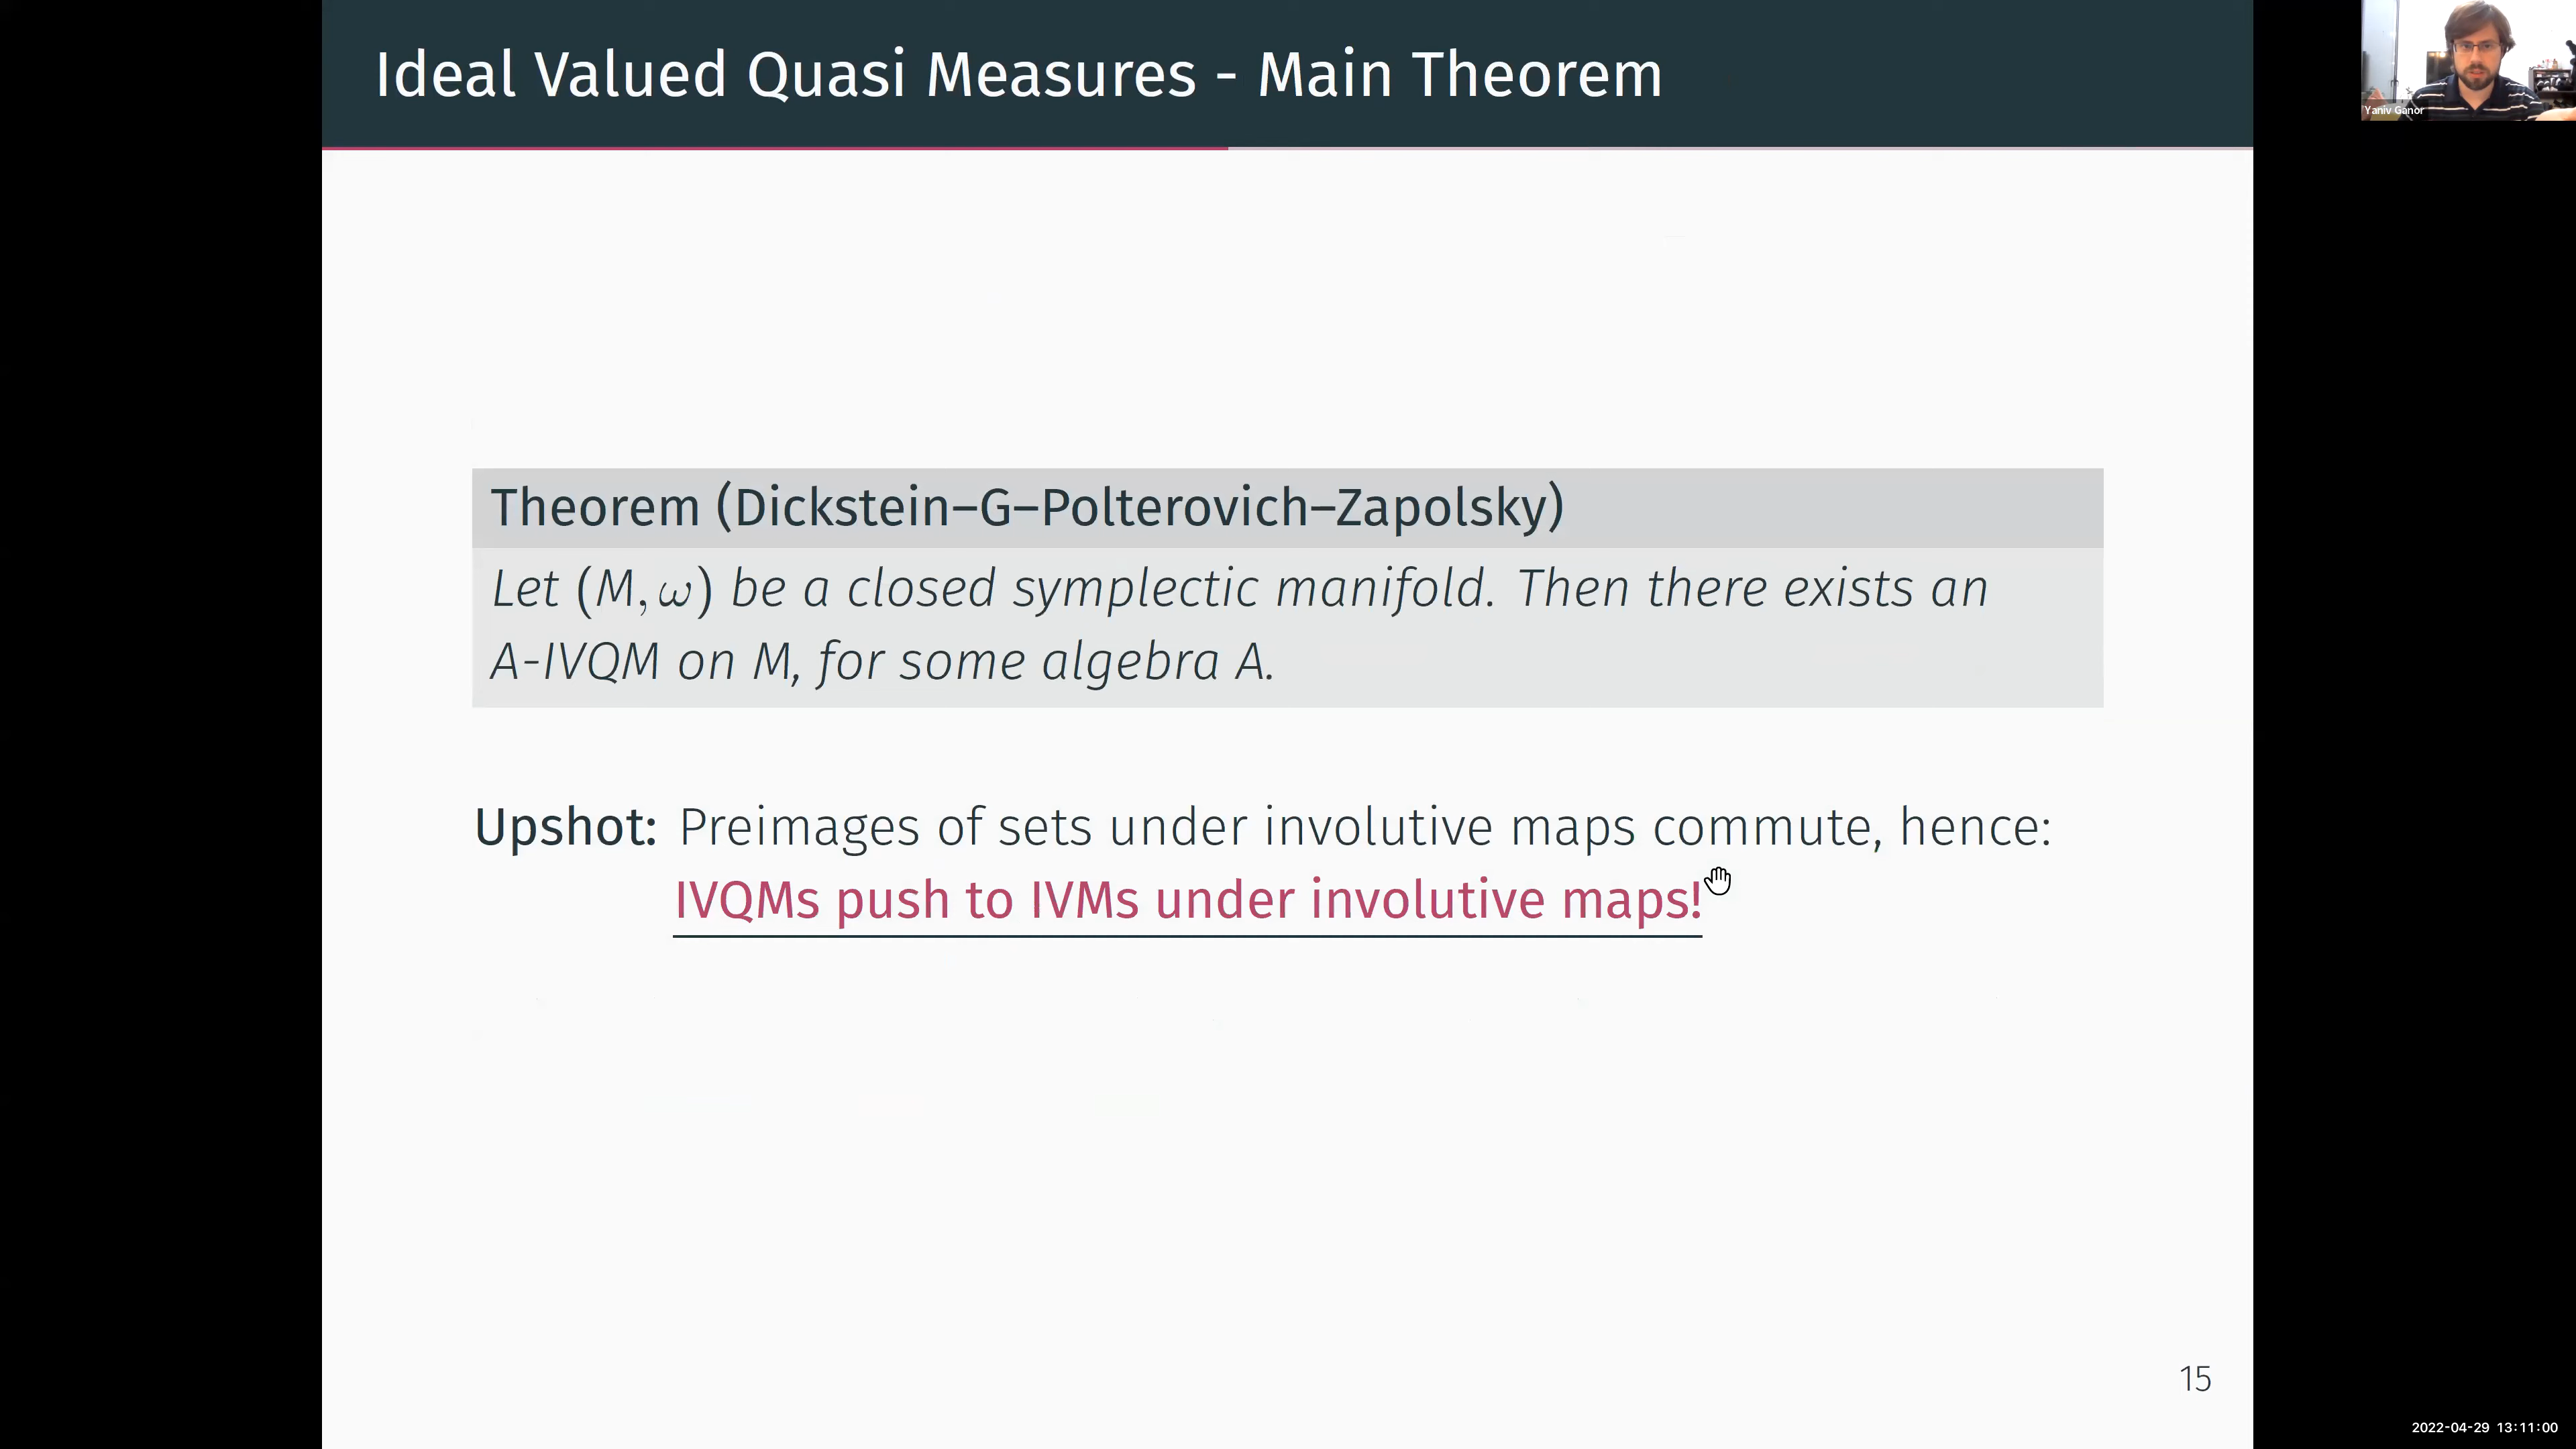 Ideal Valued Quasi Measures - Main Theorem
Yaniv Ganor
Theorem (Dickstein–G–Polterovich–Zapolsky)
Let (M, ω) be a closed symplectic manifold. Then there exists an
A-IVQM on M, for some algebra A.
Upshot: Preimages of sets under involutive maps commute, hence:
IVQMs push to IVMs under involutive maps!
15
2022-04-29 13:11:00